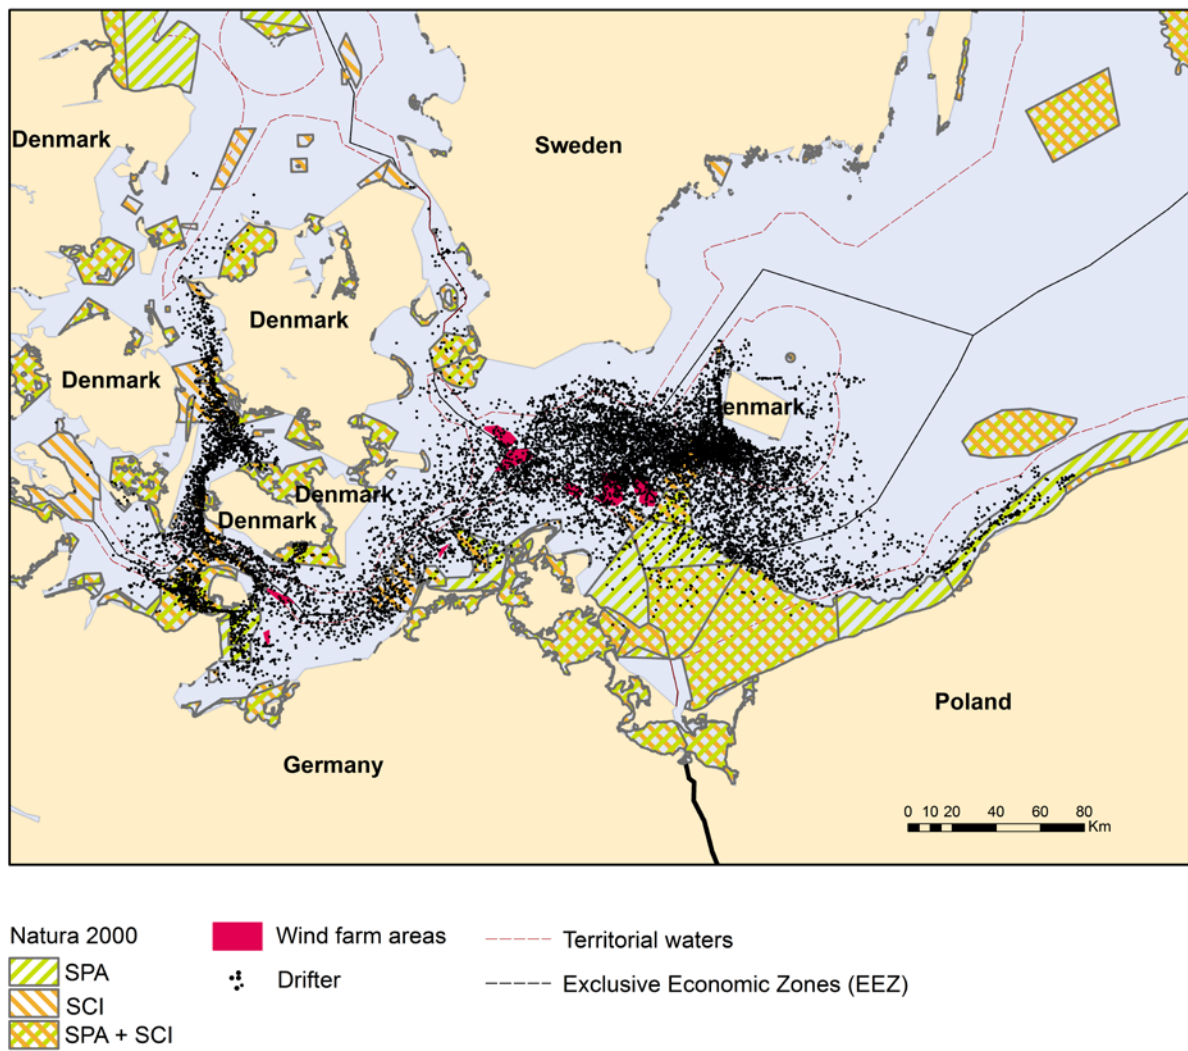 Denmark
Sweden
Denmark
Denmark
Denmark
Denmark
Denmark
Poland
Germany
0 10 20 40 60 80
Km
Natura 2000
SPA
SCI
SPA + SCI
Wind farm areas
Drifter
Territorial waters
Exclusive Economic Zones (EEZ)